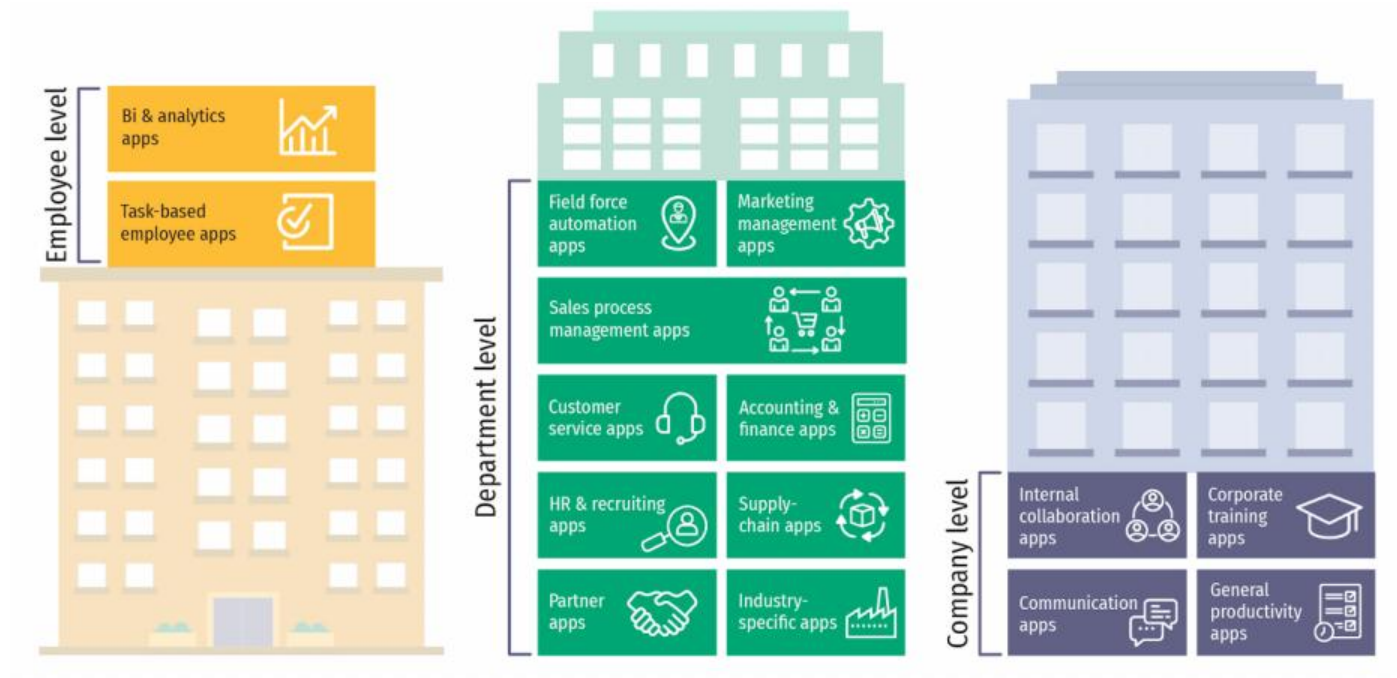 Employee level
Bi & analytics
apps
Task-based
employee apps
Department level
Field force
automation
apps
Marketing
management
apps
Sales process
management apps
Customer
service apps
Accounting &
finance apps
HR & recruiting
apps
Supply-
chain apps
Partner
apps
Industry-
specific apps
Company level
Internal
collaboration
apps
Corporate
training
apps
Communication
apps
General
productivity
apps